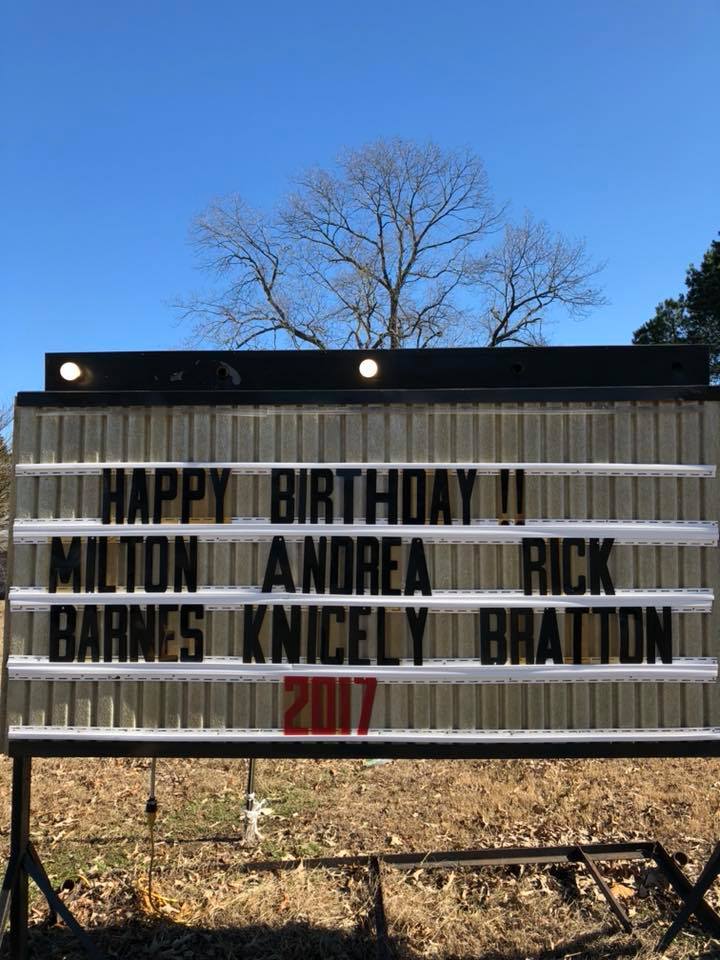 HAPPY BIRTHDAY !!
MILTON ANDREA RICK
BARNES KNICELY BRATTON
2017